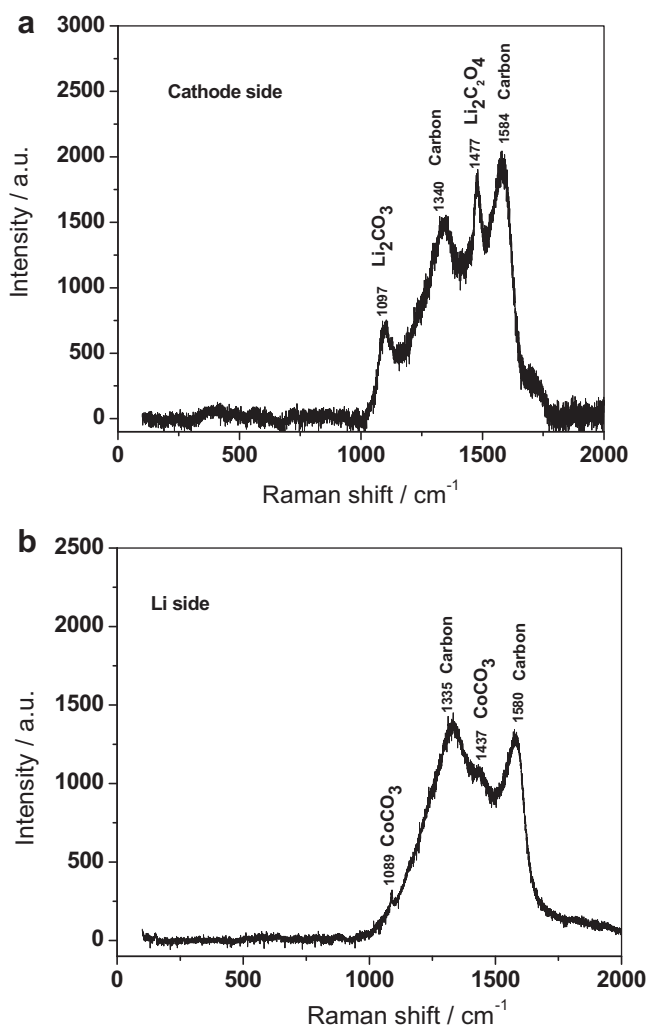 a
3000
2500
2000
1500
1000
500
0
Intensity / a.u.
Cathode side
1097 Li₂CO₃
1340 Carbon
1477 Li₂C₂O₄
1584 Carbon
0 500 1000 1500 2000
Raman shift / cm⁻¹
b
2500
2000
1500
1000
500
0
Intensity / a.u.
Li side
1089 CoCO₃
1335 Carbon
1437 CoCO₃
1580 Carbon
0 500 1000 1500 2000
Raman shift / cm⁻¹